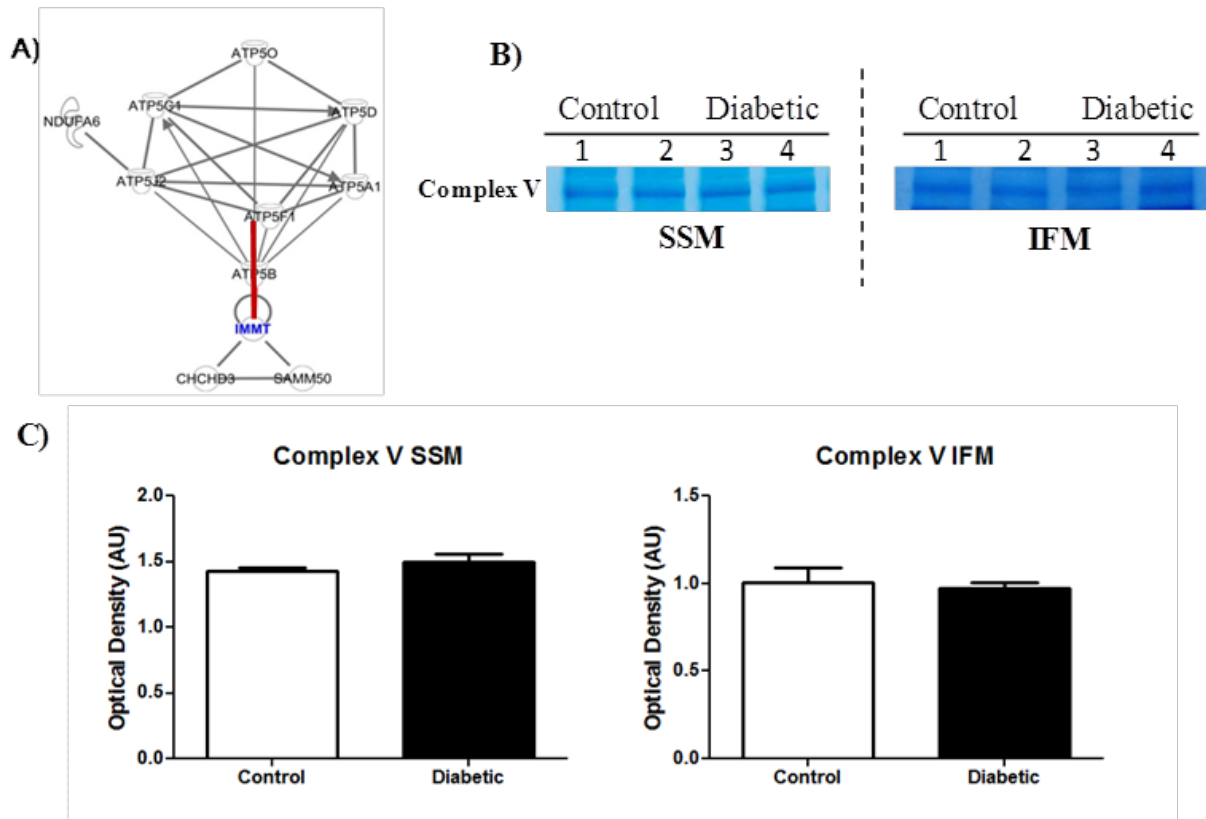 A)
ATP5O
ATP5C1
ATP5D
NDUFA6
ATP5J2
ATP5A1
ATP5F1
ATP5B
IMMT
CHCHD3
SAMM50
B)
Control Diabetic
1 2 3 4
Complex V
SSM
Control Diabetic
1 2 3 4
IFM
C)
Complex V SSM
Optical Density (AU)
2.0
1.5
1.0
0.5
0.0
Control Diabetic
Complex V IFM
Optical Density (AU)
1.5
1.0
0.5
0.0
Control Diabetic